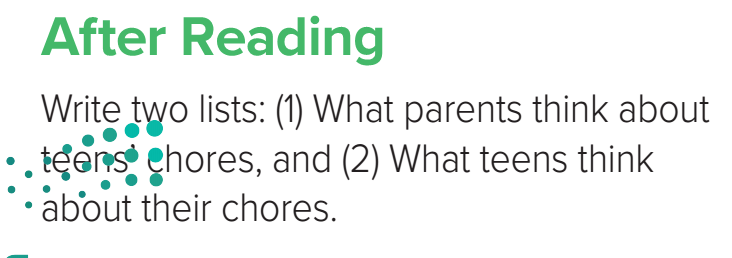 After Reading
Write two lists: (1) What parents think about
teens' chores, and (2) What teens think
about their chores.